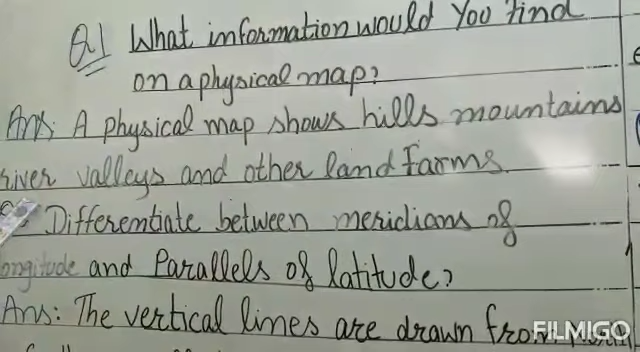 Q.1 What information would You find
on a physical map?
Ans: A physical map shows hills mountains
river valleys and other land farms.
Differentiate between meridians of
longitude and Parallels of latitude?
Ans: The vertical lines are drawn from
FILMIGO